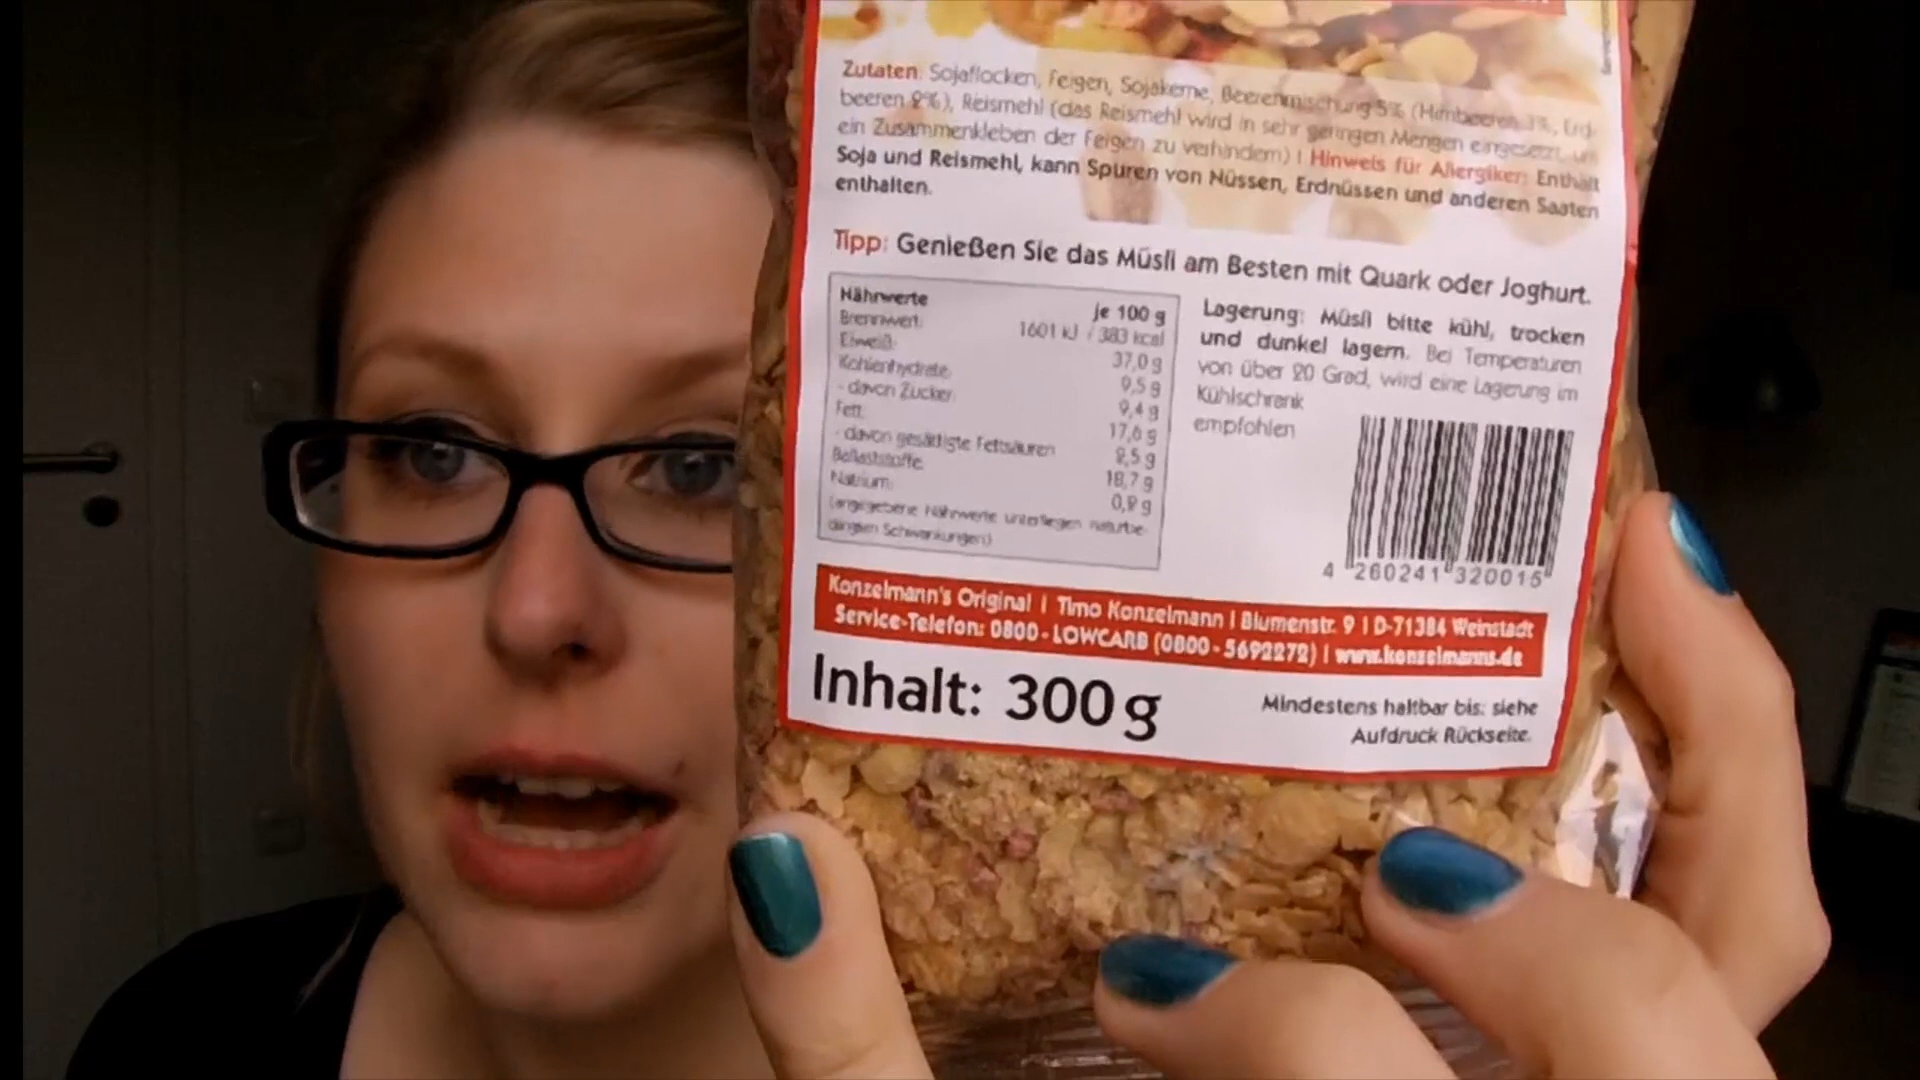 Zutaten: Sojaflocken, Feigen, Sojakerne, Beerenmischung 5% (Himbeeren 3%, Erd-
beeren 2%), Reismehl (das Reismehl wird in sehr geringen Mengen eingesetzt, um
ein Zusammenkleben der Feigen zu verhindern) | Hinweis für Allergiker: Enthält
Soja und Reismehl, kann Spuren von Nüssen, Erdnüssen und anderen Saaten
enthalten.
Tipp: Genießen Sie das Müsli am Besten mit Quark oder Joghurt.
Nährwerte je 100 g
Brennwert: 1601 kJ / 383 kcal
Eiweiß: 37,0 g
Kohlenhydrate: 9,5 g
- davon Zucker: 9,4 g
Fett: 17,6 g
- davon gesättigte Fettsäuren 2,5 g
Ballaststoffe: 18,7 g
Natrium: 0,2 g
(angegebene Nährwerte unterliegen naturbe-
dingten Schwankungen)
Lagerung: Müsli bitte kühl, trocken
und dunkel lagern. Bei Temperaturen
von über 20 Grad, wird eine Lagerung im
Kühlschrank
empfohlen
4 260241 320015
Konzelmann's Original | Timo Konzelmann | Blumenstr. 9 | D-71384 Weinstadt
Service-Telefon: 0800 - LOWCARB (0800 - 5692272) | www.konzelmanns.de
Inhalt: 300 g
Mindestens haltbar bis: siehe
Aufdruck Rückseite.